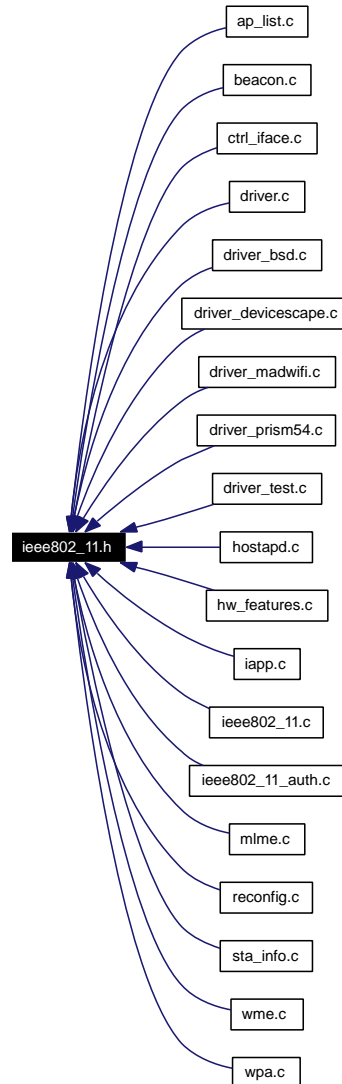 ap_list.c
beacon.c
ctrl_iface.c
driver.c
driver_bsd.c
driver_devicescape.c
driver_madwifi.c
driver_prism54.c
driver_test.c
ieee802_11.h
hostapd.c
hw_features.c
iapp.c
ieee802_11.c
ieee802_11_auth.c
mlme.c
reconfig.c
sta_info.c
wme.c
wpa.c